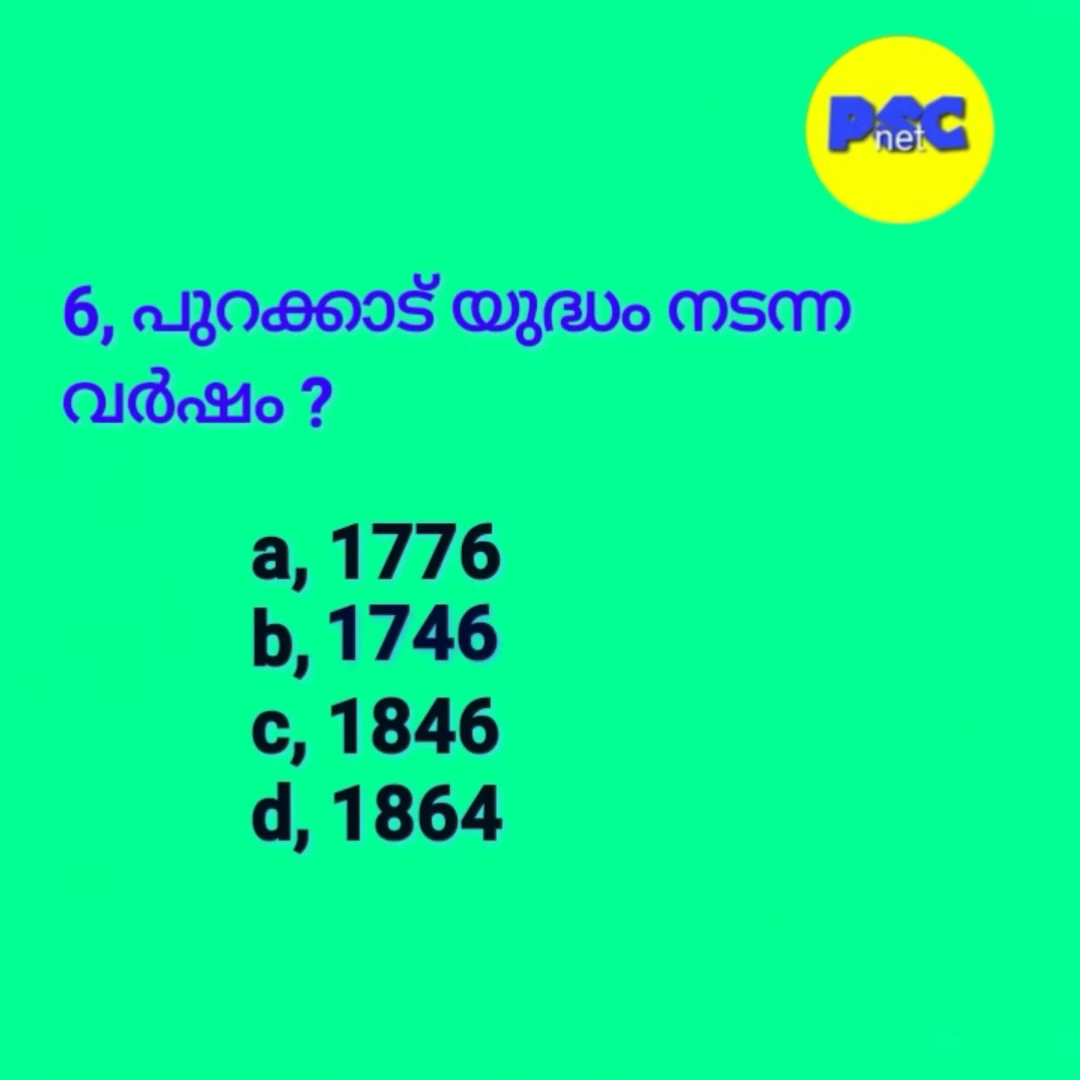 PSC
net
6, പുറക്കാട് യുദ്ധം നടന്ന
വർഷം ?
a, 1776
b, 1746
c, 1846
d, 1864